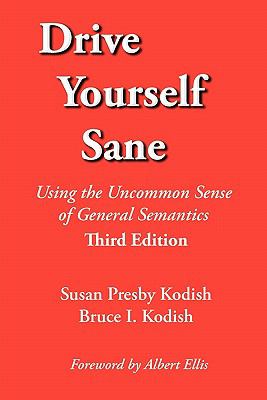 Drive
Yourself
Sane
Using the Uncommon Sense
of General Semantics
Third Edition
Susan Presby Kodish
Bruce I. Kodish
Foreword by Albert Ellis